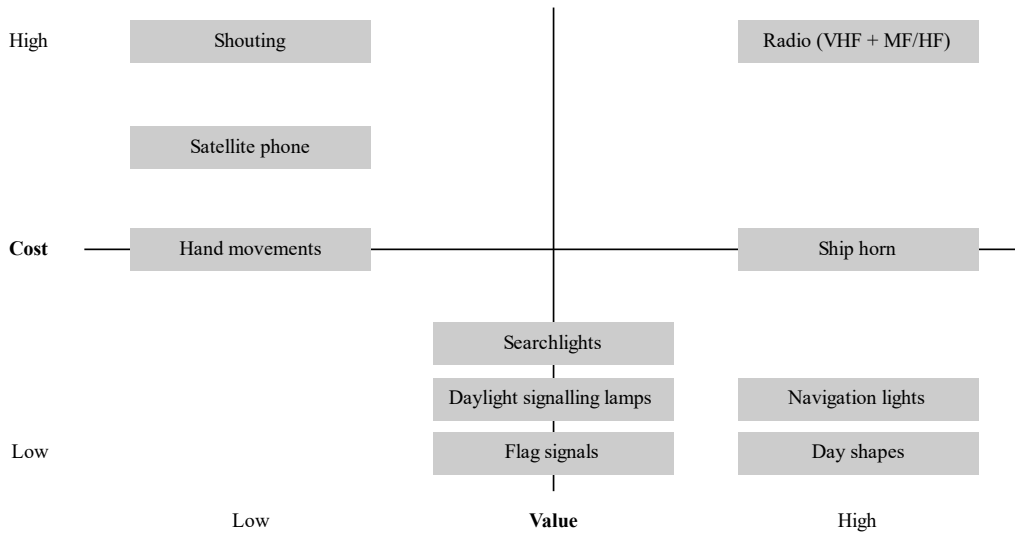 High
Shouting
Radio (VHF + MF/HF)
Satellite phone
Cost
Hand movements
Ship horn
Searchlights
Daylight signalling lamps
Navigation lights
Low
Flag signals
Day shapes
Low
Value
High